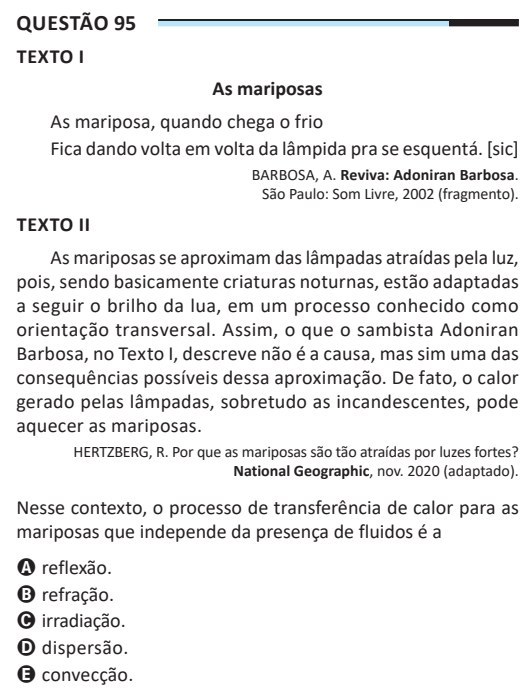 QUESTÃO 95
TEXTO I
As mariposas
As mariposa, quando chega o frio
Fica dando volta em volta da lâmpida pra se esquentá. [sic]
BARBOSA, A. Reviva: Adoniran Barbosa.
São Paulo: Som Livre, 2002 (fragmento).
TEXTO II
As mariposas se aproximam das lâmpadas atraídas pela luz,
pois, sendo basicamente criaturas noturnas, estão adaptadas
a seguir o brilho da lua, em um processo conhecido como
orientação transversal. Assim, o que o sambista Adoniran
Barbosa, no Texto I, descreve não é a causa, mas sim uma das
consequências possíveis dessa aproximação. De fato, o calor
gerado pelas lâmpadas, sobretudo as incandescentes, pode
aquecer as mariposas.
HERTZBERG, R. Por que as mariposas são tão atraídas por luzes fortes?
National Geographic, nov. 2020 (adaptado).
Nesse contexto, o processo de transferência de calor para as
mariposas que independe da presença de fluidos é a
A reflexão.
B refração.
C irradiação.
D dispersão.
E convecção.